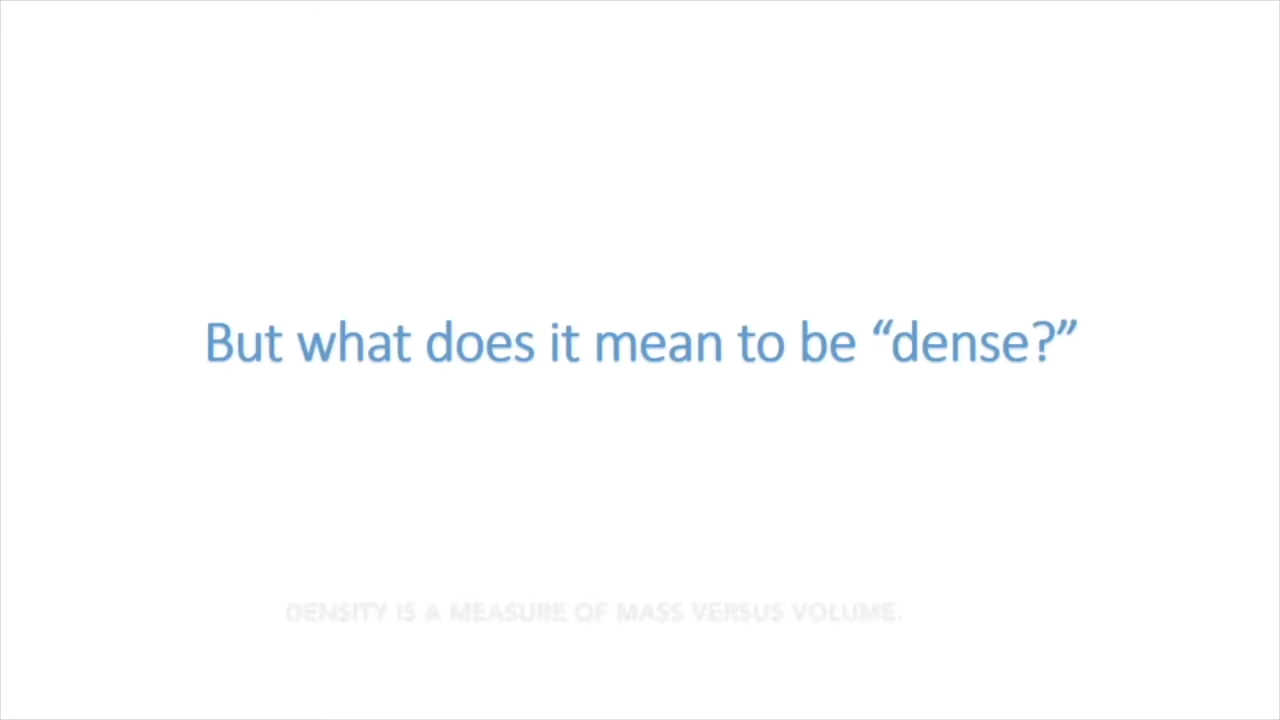 But what does it mean to be “dense?”
DENSITY IS A MEASURE OF MASS VERSUS VOLUME.